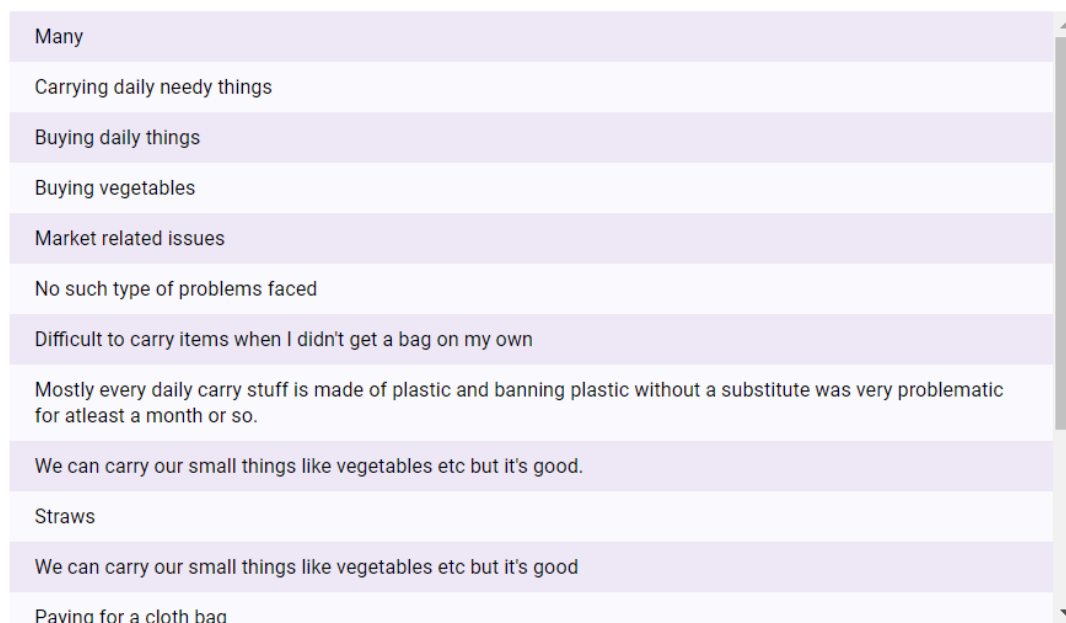 Many
Carrying daily needy things
Buying daily things
Buying vegetables
Market related issues
No such type of problems faced
Difficult to carry items when I didn't get a bag on my own
Mostly every daily carry stuff is made of plastic and banning plastic without a substitute was very problematic
for atleast a month or so.
We can carry our small things like vegetables etc but it's good.
Straws
We can carry our small things like vegetables etc but it's good
Paying for a cloth bag